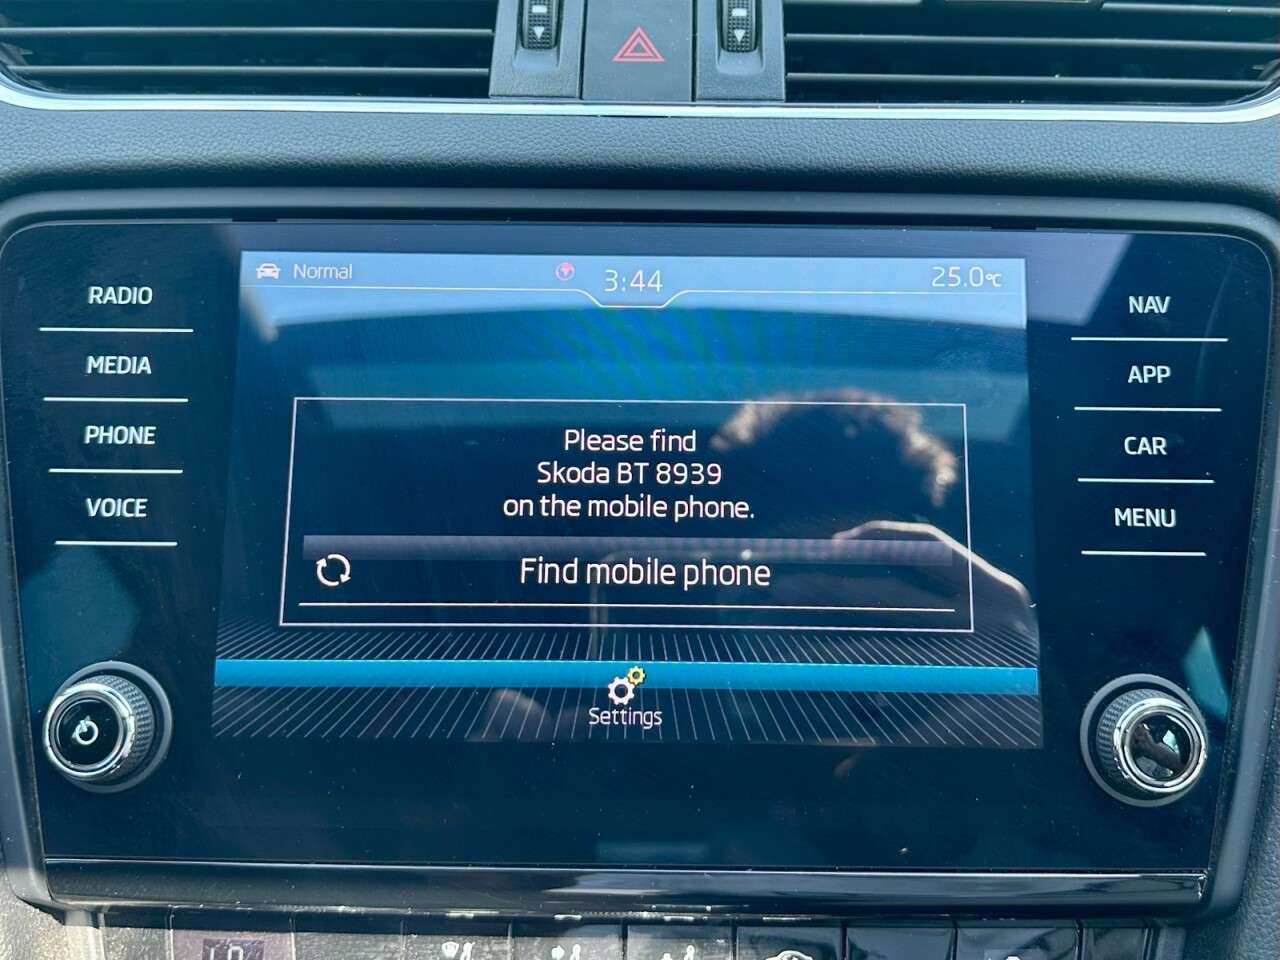 Normal
3:44
25.0°C
RADIO
MEDIA
PHONE
VOICE
NAV
APP
CAR
MENU
Please find
Skoda BT 8939
on the mobile phone.
Find mobile phone
Settings